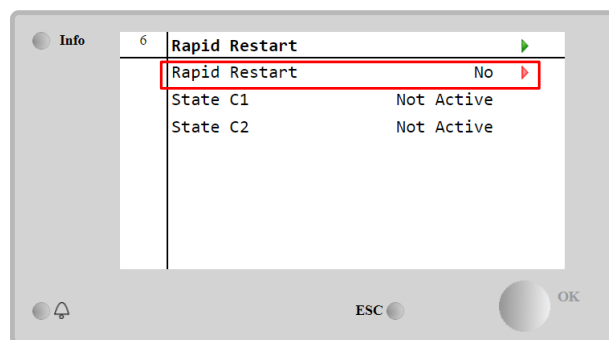 Info
6 Rapid Restart
Rapid Restart No
State C1 Not Active
State C2 Not Active
ESC
OK